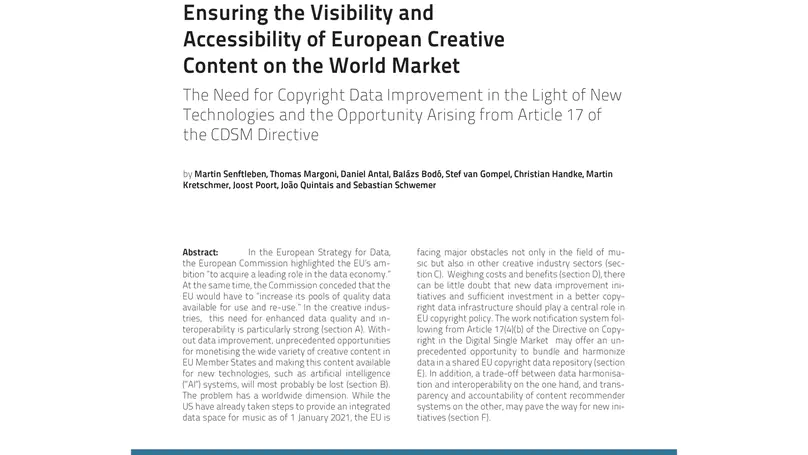 Ensuring the Visibility and
Accessibility of European Creative
Content on the World Market
The Need for Copyright Data Improvement in the Light of New
Technologies and the Opportunity Arising from Article 17 of
the CDSM Directive
by Martin Senftleben, Thomas Margoni, Daniel Antal, Balázs Bodó, Stef van Gompel, Christian Handke, Martin
Kretschmer, Joost Poort, João Quintais and Sebastian Schwemer
Abstract: In the European Strategy for Data,
the European Commission highlighted the EU's am-
bition "to acquire a leading role in the data economy."
At the same time, the Commission conceded that the
EU would have to "increase its pools of quality data
available for use and re-use." In the creative indus-
tries, this need for enhanced data quality and in-
teroperability is particularly strong (section A). With-
out data improvement, unprecedented opportunities
for monetising the wide variety of creative content in
EU Member States and making this content available
for new technologies, such as artificial intelligence
("AI") systems, will most probably be lost (section B).
The problem has a worldwide dimension. While the
US have already taken steps to provide an integrated
data space for music as of 1 January 2021, the EU is
facing major obstacles not only in the field of mu-
sic but also in other creative industry sectors (sec-
tion C). Weighing costs and benefits (section D), there
can be little doubt that new data improvement ini-
tiatives and sufficient investment in a better copy-
right data infrastructure should play a central role in
EU copyright policy. The work notification system fol-
lowing from Article 17(4)(b) of the Directive on Copy-
right in the Digital Single Market may offer an un-
precedented opportunity to bundle and harmonize
data in a shared EU copyright data repository (section
E). In addition, a trade-off between data harmonisa-
tion and interoperability on the one hand, and trans-
parency and accountability of content recommender
systems on the other, may pave the way for new ini-
tiatives (section F).